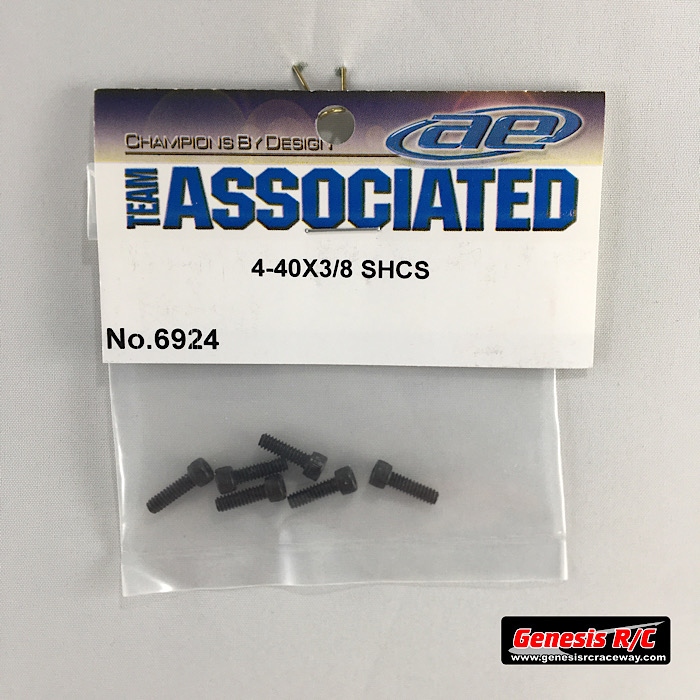 CHAMPIONS BY DESIGN
ae
TEAM ASSOCIATED
4-40X3/8 SHCS
No.6924
Genesis R/C
www.genesisrcraceway.com